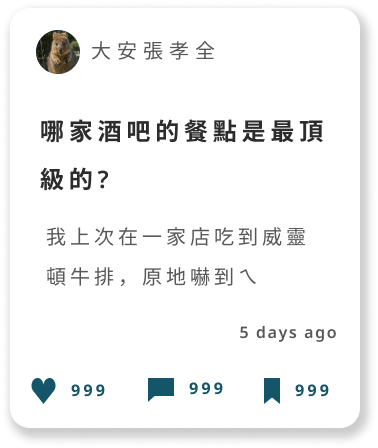 大安張孝全
哪家酒吧的餐點是最頂
級的?
我上次在一家店吃到威靈
頓牛排，原地嚇到ㄟ
5 days ago
999
999
999